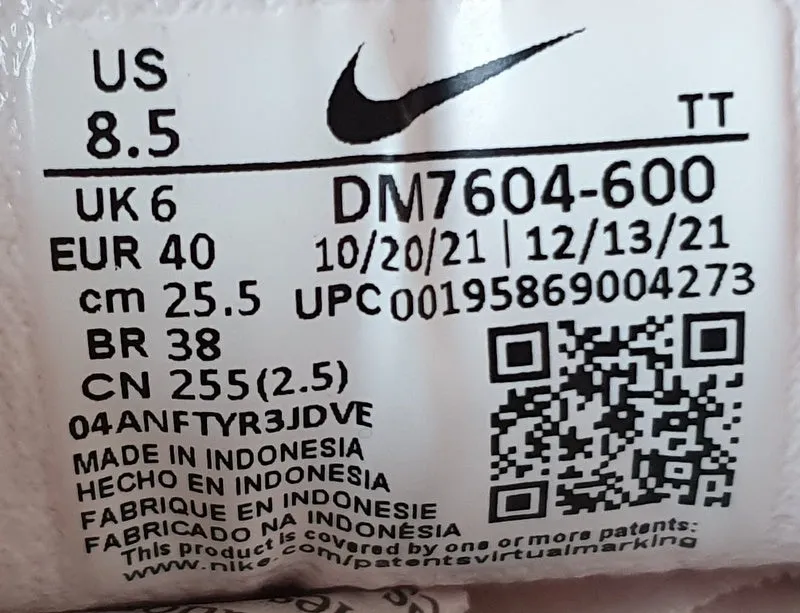 US
8.5
TT
UK 6
DM7604-600
EUR 40
10/20/21 | 12/13/21
cm 25.5
UPC 00195869004273
BR 38
CN 255(2.5)
04ANFTYR3JDVE
MADE IN INDONESIA
HECHO EN INDONESIA
FABRIQUE EN INDONESIE
FABRICADO NA INDONÉSIA
This product is covered by one or more patents:
www.nike.com/patentsvirtualmarking